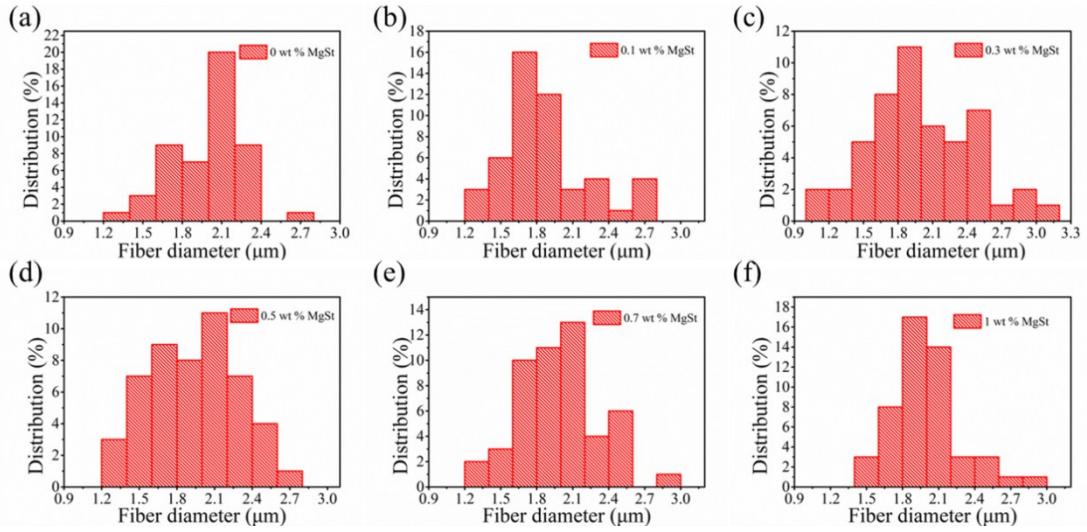 (a)
22
20
18
16
14
12
10
8
6
4
2
0
Distribution (%)
0 wt % MgSt
0.9 1.2 1.5 1.8 2.1 2.4 2.7 3.0
Fiber diameter (μm)
(b)
18
16
14
12
10
8
6
4
2
0
Distribution (%)
0.1 wt % MgSt
0.9 1.2 1.5 1.8 2.1 2.4 2.7 3.0
Fiber diameter (μm)
(c)
12
10
8
6
4
2
0
Distribution (%)
0.3 wt % MgSt
0.9 1.2 1.5 1.8 2.1 2.4 2.7 3.0 3.3
Fiber diameter (μm)
(d)
12
10
8
6
4
2
0
Distribution (%)
0.5 wt % MgSt
0.9 1.2 1.5 1.8 2.1 2.4 2.7 3.0
Fiber diameter (μm)
(e)
14
12
10
8
6
4
2
0
Distribution (%)
0.7 wt % MgSt
0.9 1.2 1.5 1.8 2.1 2.4 2.7 3.0
Fiber diameter (μm)
(f)
18
16
14
12
10
8
6
4
2
0
Distribution (%)
1 wt % MgSt
0.9 1.2 1.5 1.8 2.1 2.4 2.7 3.0
Fiber diameter (μm)